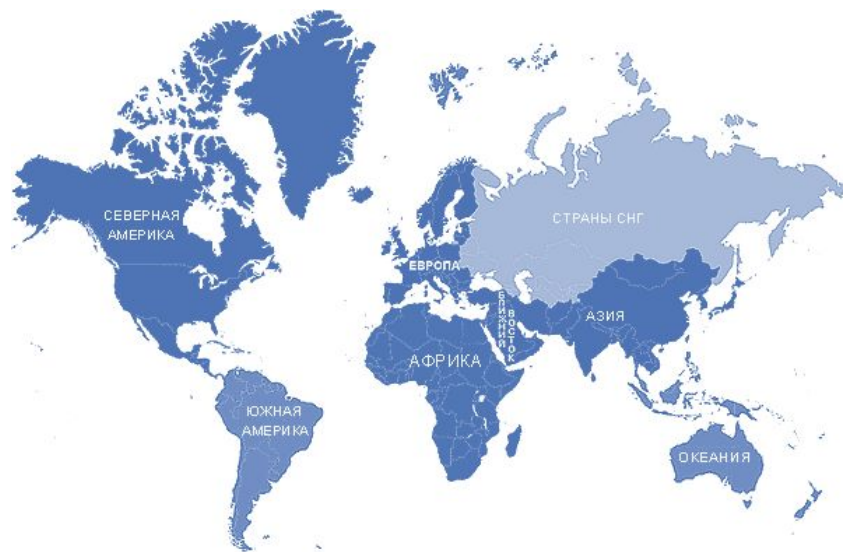 СЕВЕРНАЯ
АМЕРИКА
СТРАНЫ СНГ
ЕВРОПА
БЛИЖНИЙ
ВОСТОК
АЗИЯ
АФРИКА
ЮЖНАЯ
АМЕРИКА
ОКЕАНИЯ